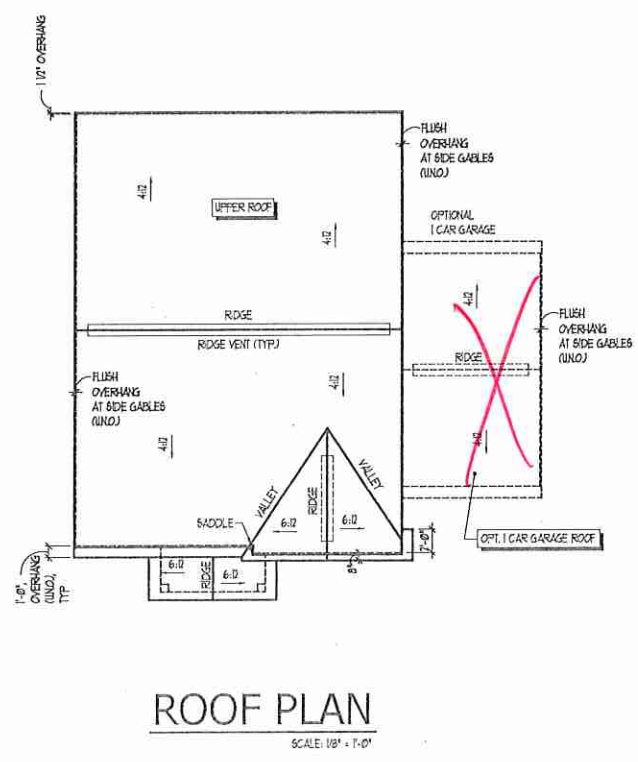 1 1/2" OVERHANG
FLUSH
OVERHANG
AT SIDE GABLES
(U.N.O.)
4:12
UPPER ROOF
4:12
OPTIONAL
1 CAR GARAGE
4:12
RIDGE
RIDGE VENT (TYP.)
FLUSH
OVERHANG
AT SIDE GABLES
(U.N.O.)
RIDGE
FLUSH
OVERHANG
AT SIDE GABLES
(U.N.O.)
4:12
4:12
4:12
VALLEY
RIDGE
VALLEY
SADDLE
6:12
6:12
OPT. 1 CAR GARAGE ROOF
2'-0"
8"
1'-0"
OVERHANG
(U.N.O.)
TYP
6:12
RIDGE
6:12
ROOF PLAN
SCALE: 1/8" = 1'-0"